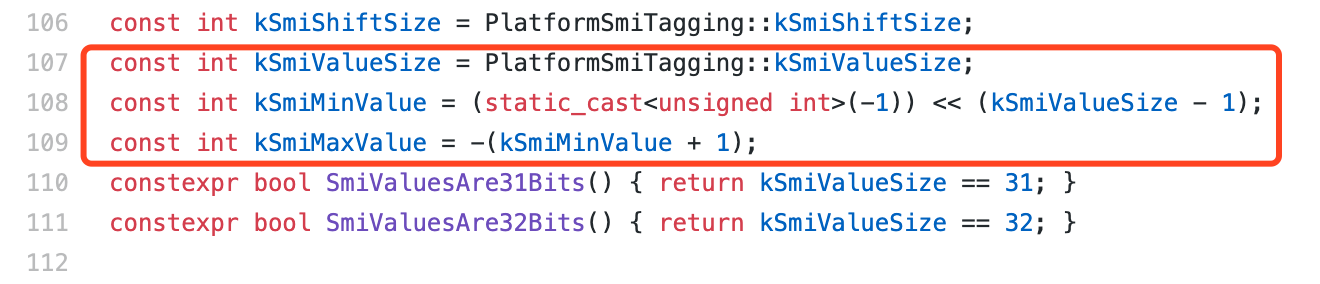 106 const int kSmiShiftSize = PlatformSmiTagging::kSmiShiftSize;
107 const int kSmiValueSize = PlatformSmiTagging::kSmiValueSize;
108 const int kSmiMinValue = (static_cast<unsigned int>(-1)) << (kSmiValueSize - 1);
109 const int kSmiMaxValue = -(kSmiMinValue + 1);
110 constexpr bool SmiValuesAre31Bits() { return kSmiValueSize == 31; }
111 constexpr bool SmiValuesAre32Bits() { return kSmiValueSize == 32; }
112